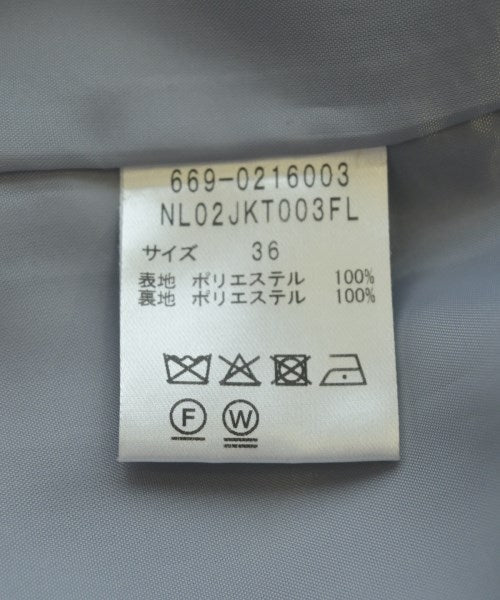 669-0216003
NL02JKT003FL
サイズ 36
表地 ポリエステル 100%
裏地 ポリエステル 100%
F W